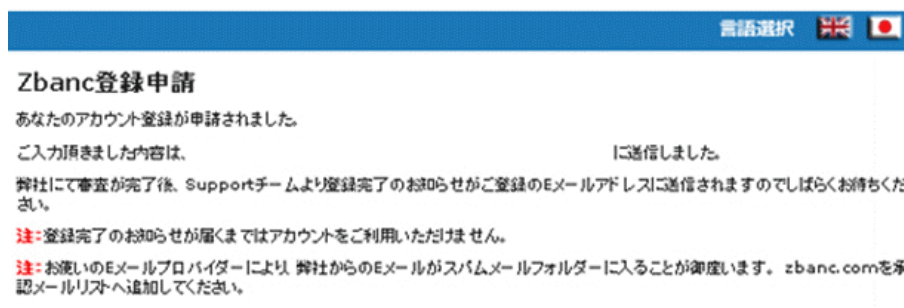 言語選択
Zbanc登録申請
あなたのアカウント登録が申請されました。
ご入力頂きました内容は、 に送信しました。
弊社にて審査が完了後、Supportチームより登録完了のお知らせがご登録のEメールアドレスに送信されますのでしばらくお待ちくだ
さい。
注:登録完了のお知らせが届くまではアカウントをご利用いただけません。
注:お使いのEメールプロバイダーにより、弊社からのEメールがスパムメールフォルダーに入ることが御座います。 zbanc.comを承
認メールリストへ追加してください。